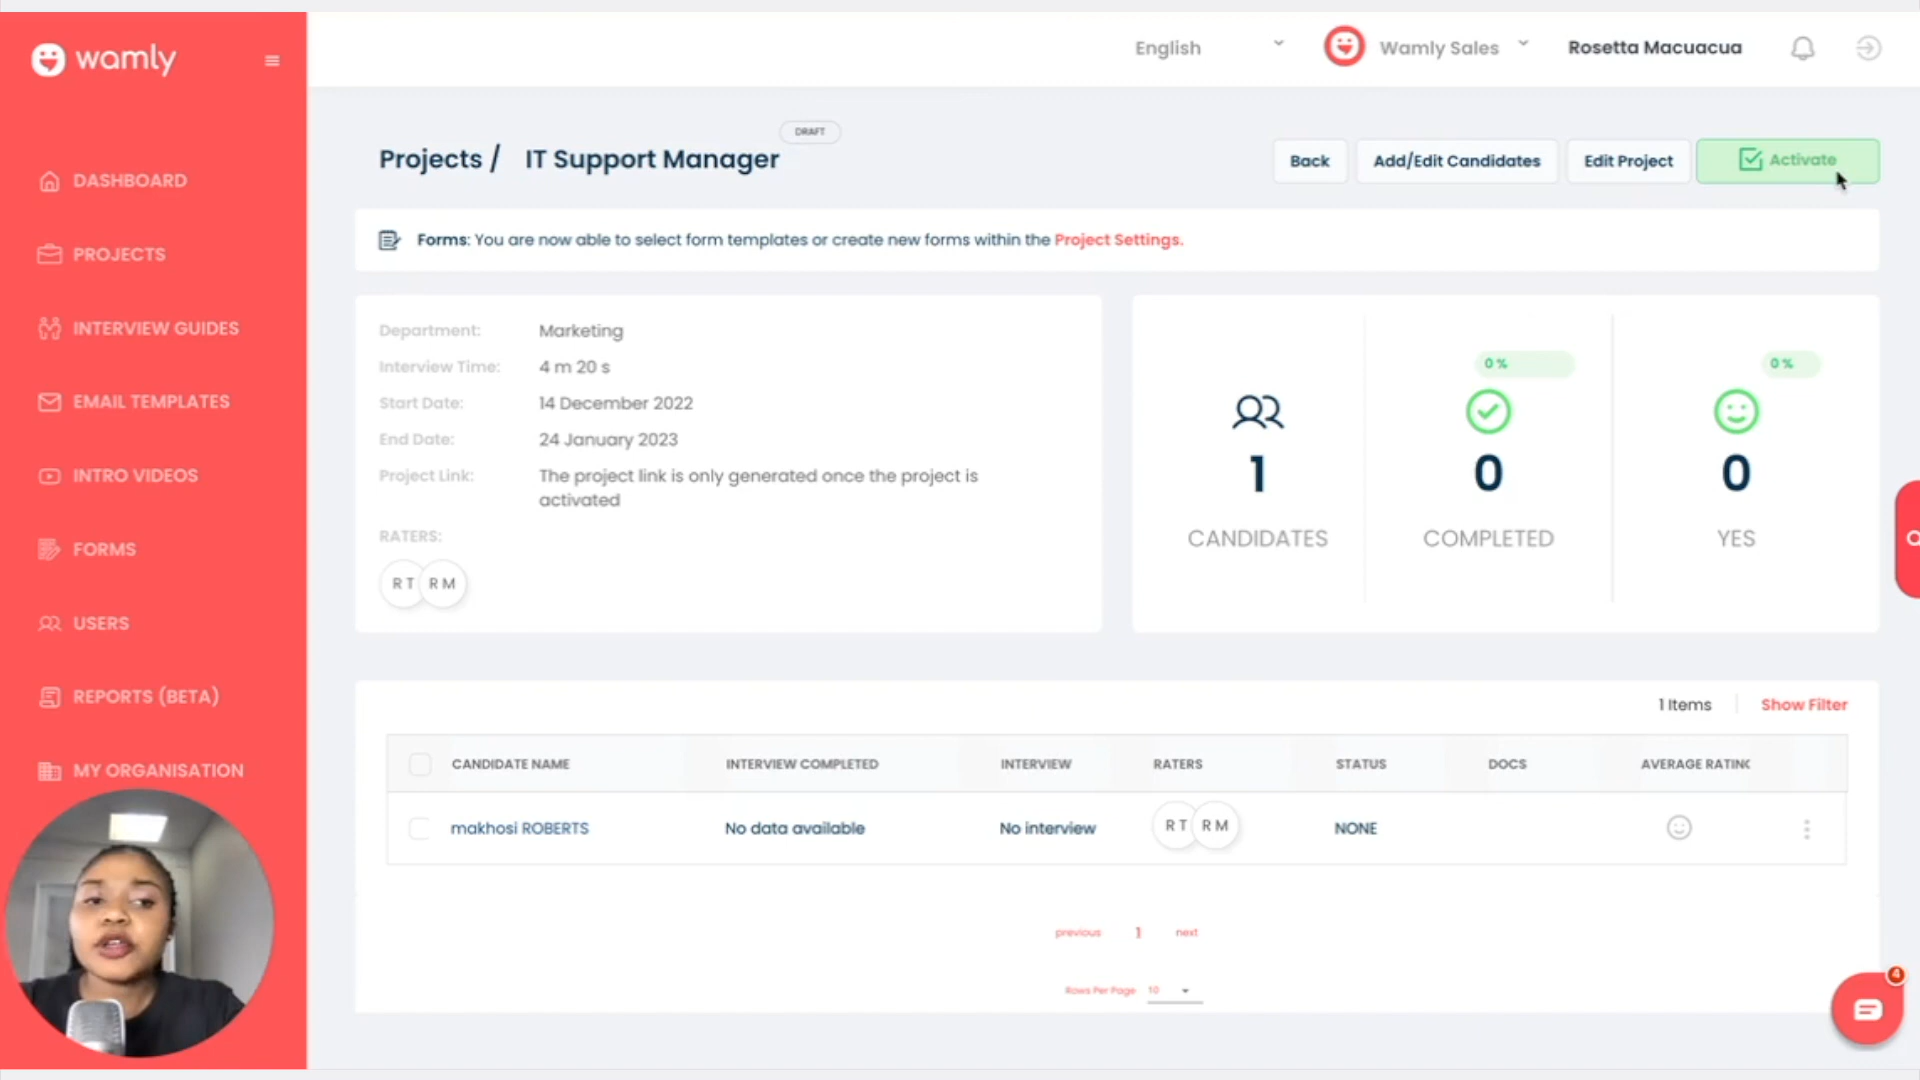 wamly
English
Wamly Sales
Rosetta Macuacua
DASHBOARD
PROJECTS
INTERVIEW GUIDES
EMAIL TEMPLATES
INTRO VIDEOS
FORMS
USERS
REPORTS (BETA)
MY ORGANISATION
DRAFT
Projects / IT Support Manager
Back
Add/Edit Candidates
Edit Project
Activate
Forms: You are now able to select form templates or create new forms within the Project Settings.
Department: Marketing
Interview Time: 4 m 20 s
Start Date: 14 December 2022
End Date: 24 January 2023
Project Link: The project link is only generated once the project is
activated
RATERS:
R T R M
0 % 0 %
1 0 0
CANDIDATES COMPLETED YES
1 Items Show Filter
CANDIDATE NAME INTERVIEW COMPLETED INTERVIEW RATERS STATUS DOCS AVERAGE RATING
makhosi ROBERTS No data available No interview R T R M NONE
previous 1 next
Rows Per Page 10
4